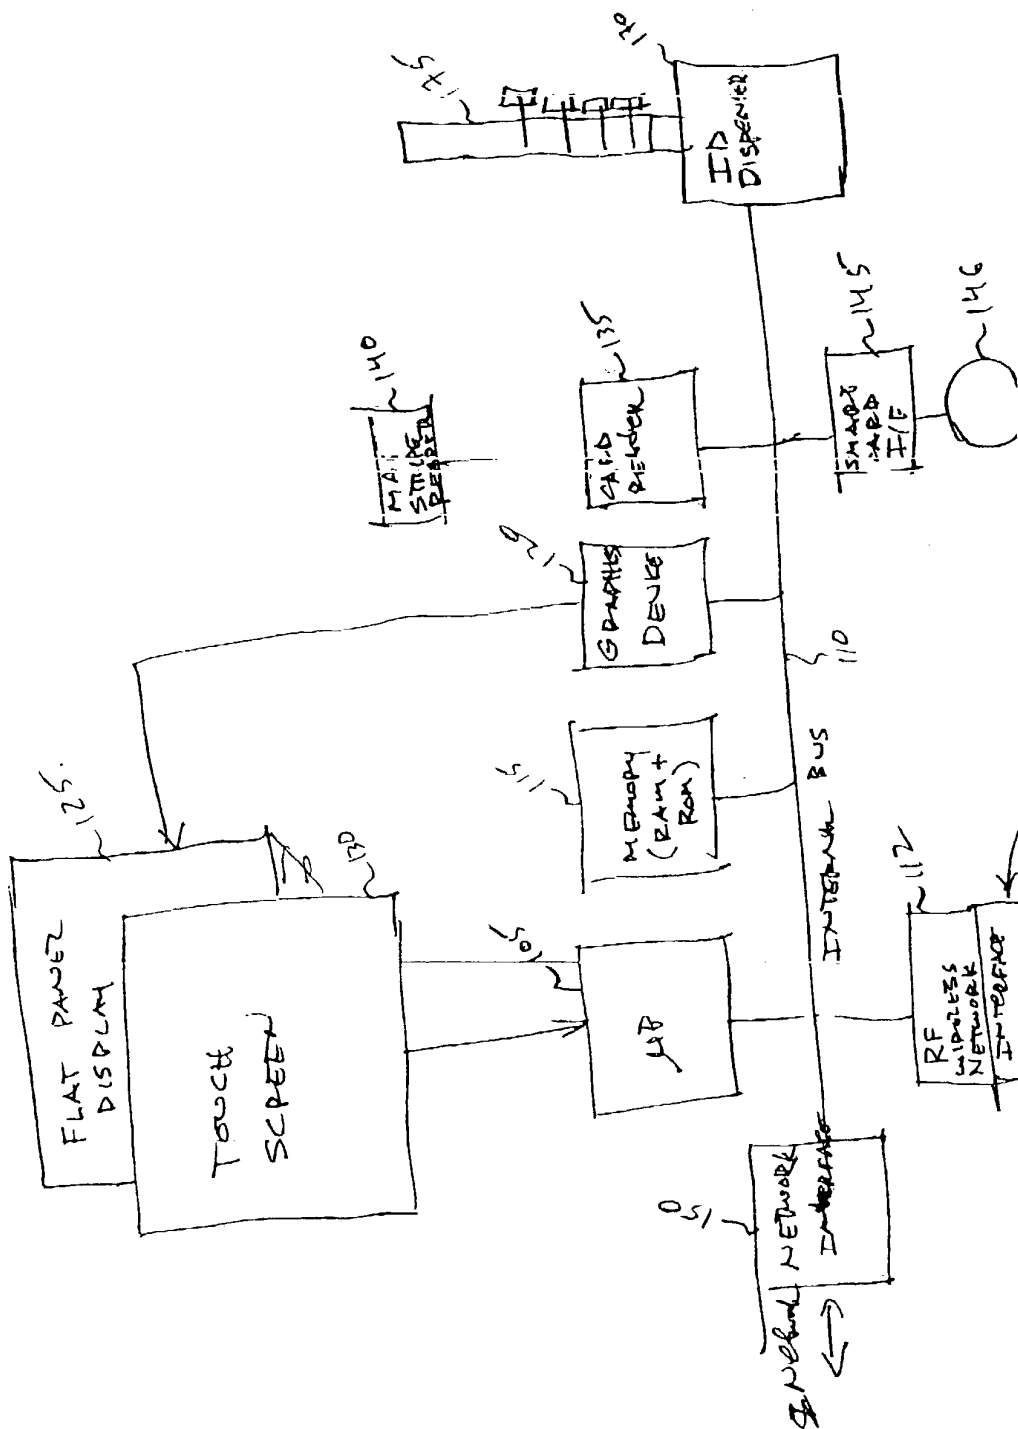 FLAT PANEL
DISPLAY
125.
TOUCH
SCREEN
130
MAG
STRIPE
READER
140
175
105
µP
115
MEMORY
(RAM +
ROM)
GRAPHICS
DEVICE
CARD
READER
135
ID
DISPENSER
150
NETWORK
INTERFACE
Network
INTERNAL BUS
110
SMART
CARD
I/F
145
146
112
RF
WIRELESS
NETWORK
INTERFACE